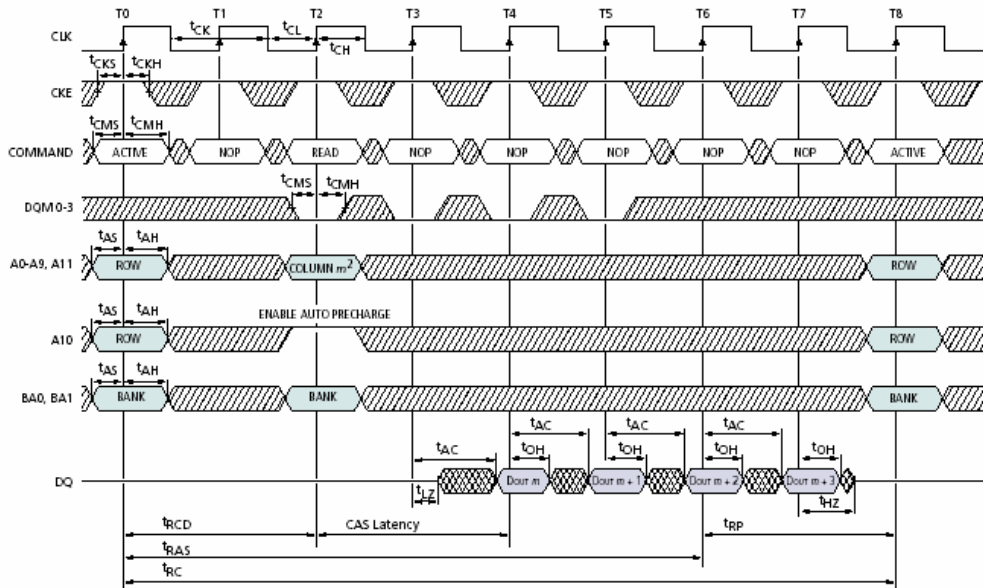 T0 T1 T2 T3 T4 T5 T6 T7 T8
CLK
tCK tCL tCH
tCKS tCKH
CKE
tCMS tCMH
COMMAND ACTIVE NOP READ NOP NOP NOP NOP NOP ACTIVE
tCMS tCMH
DQM 0-3
tAS tAH
A0-A9, A11 ROW COLUMN m2 ROW
tAS tAH ENABLE AUTO PRECHARGE
A10 ROW ROW
tAS tAH
BA0, BA1 BANK BANK BANK
tAC tAC tAC tAC
tOH tOH tOH tOH
DQ DOUT m DOUT m + 1 DOUT m + 2 DOUT m + 3
tLZ tHZ
tRCD CAS Latency tRP
tRAS
tRC